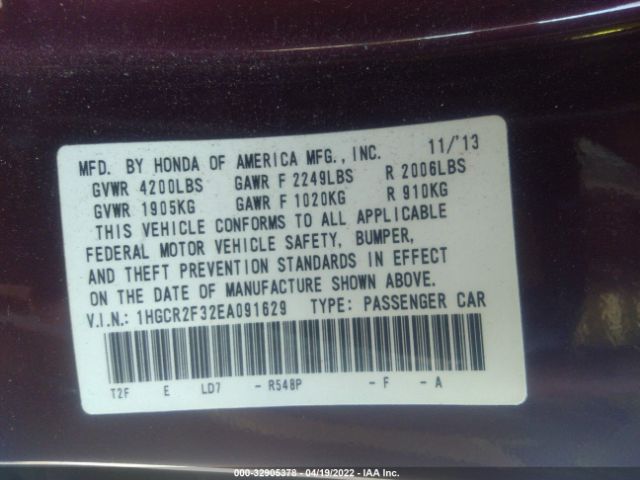 MFD. BY HONDA OF AMERICA MFG., INC. 11/'13
GVWR 4200LBS GAWR F 2249LBS R 2006LBS
GVWR 1905KG GAWR F 1020KG R 910KG
THIS VEHICLE CONFORMS TO ALL APPLICABLE
FEDERAL MOTOR VEHICLE SAFETY, BUMPER,
AND THEFT PREVENTION STANDARDS IN EFFECT
ON THE DATE OF MANUFACTURE SHOWN ABOVE.
V.I.N.: 1HGCR2F32EA091629 TYPE: PASSENGER CAR
T2F E LD7 - R548P - F - A
000-32905378 - 04/19/2022 - IAA Inc.